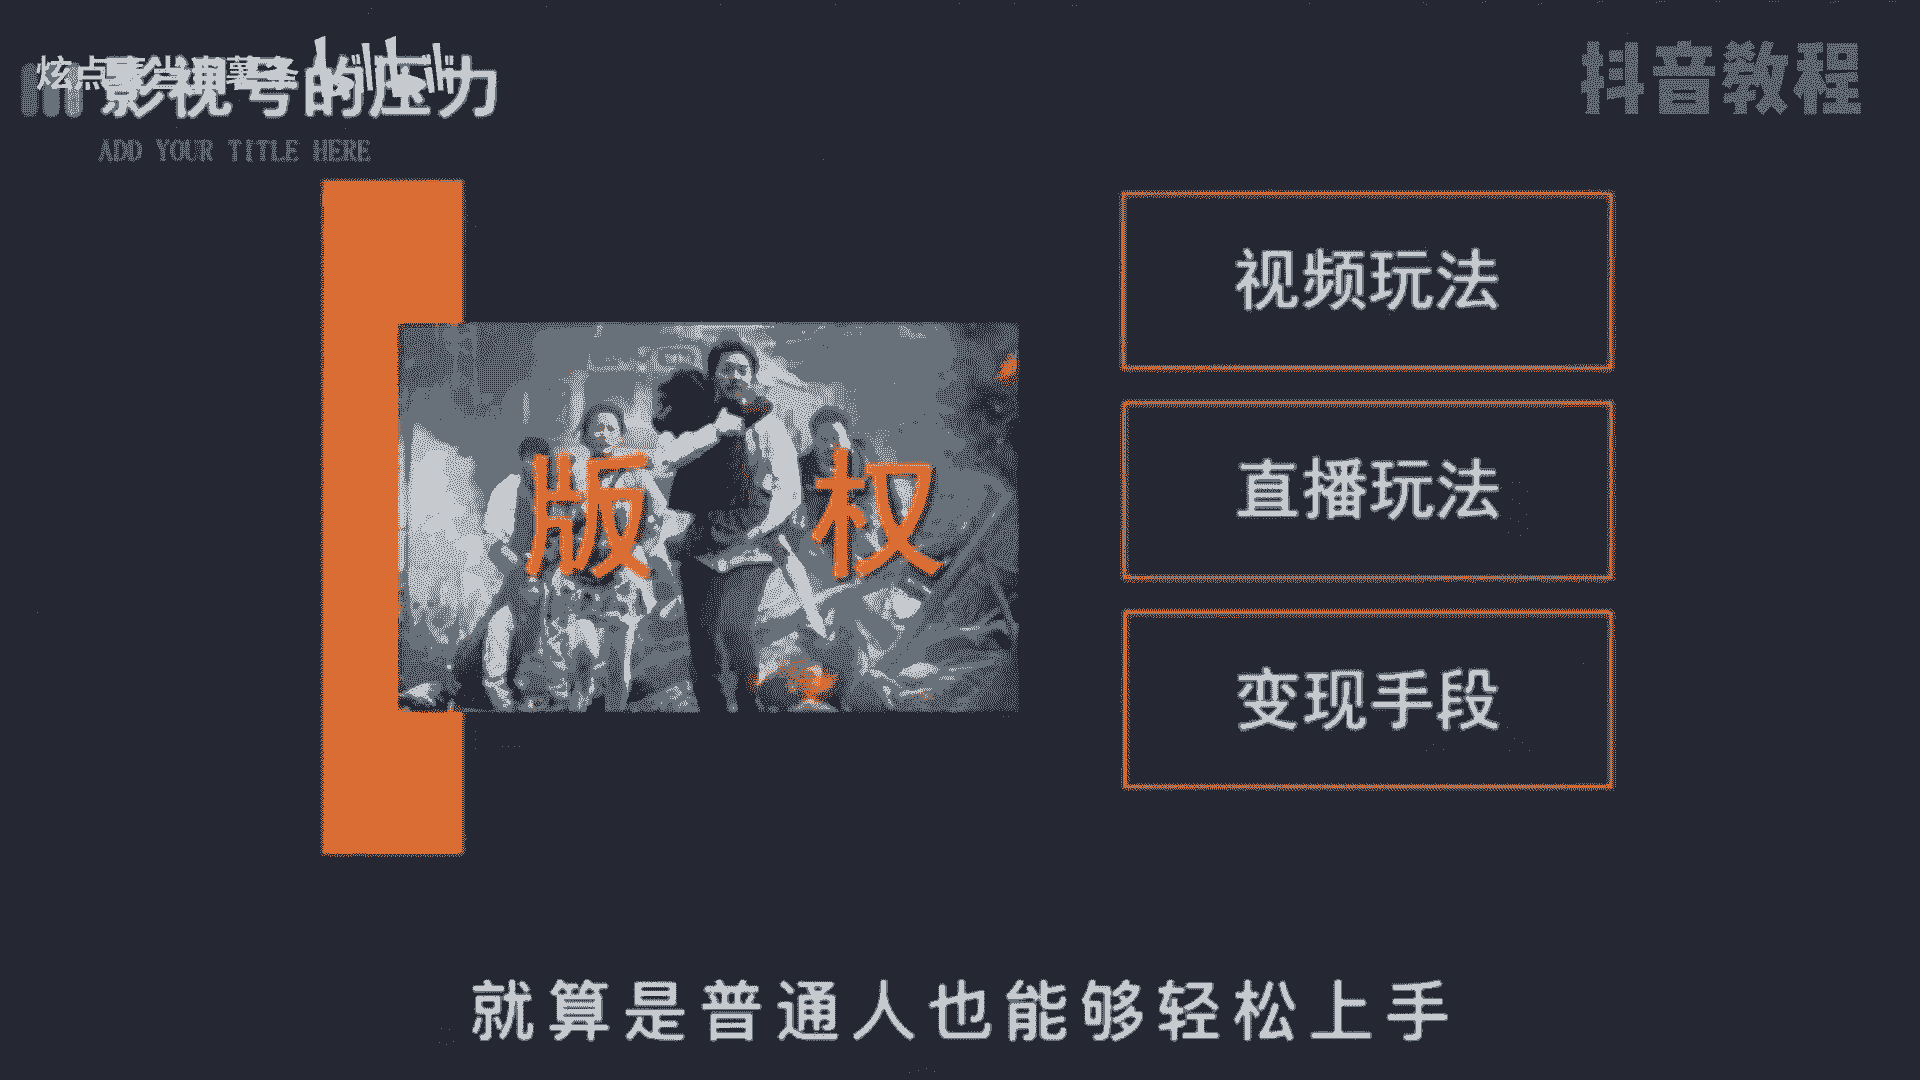 影视号的压力
抖音教程
ADD YOUR TITLE HERE
视频玩法
版权
直播玩法
变现手段
就算是普通人也能够轻松上手